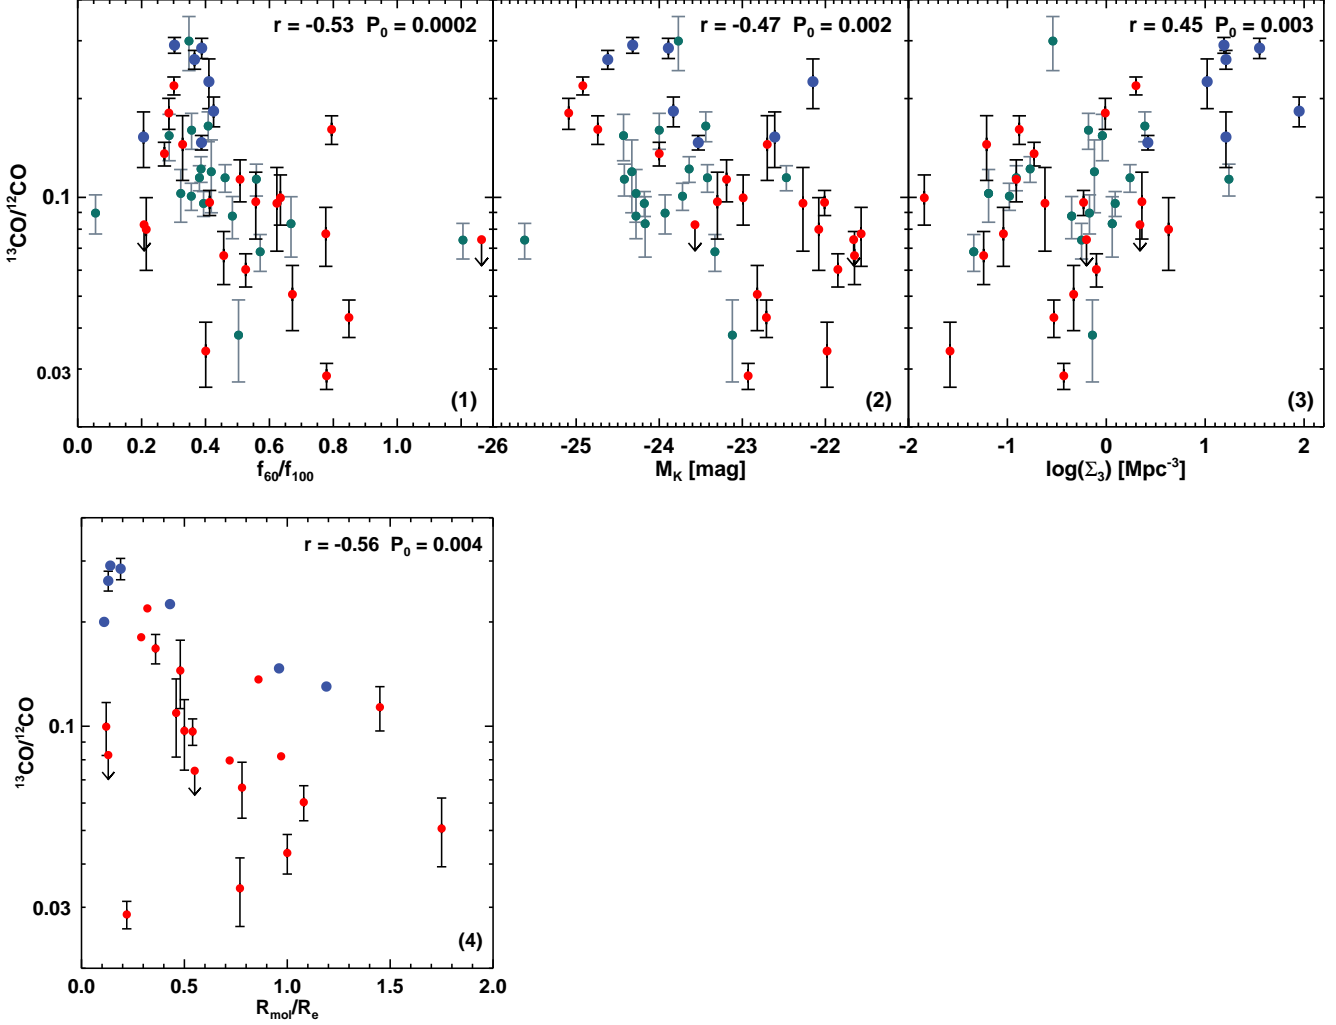 r = -0.53 P₀ = 0.0002
r = -0.47 P₀ = 0.002
r = 0.45 P₀ = 0.003
¹³CO/¹²CO
0.1
0.03
(1)
(2)
(3)
0.0 0.2 0.4 0.6 0.8 1.0
-26 -25 -24 -23 -22
-2 -1 0 1 2
f₆₀/f₁₀₀
M_K [mag]
log(Σ₃) [Mpc⁻³]
r = -0.56 P₀ = 0.004
¹³CO/¹²CO
0.1
0.03
(4)
0.0 0.5 1.0 1.5 2.0
R_mol/R_e